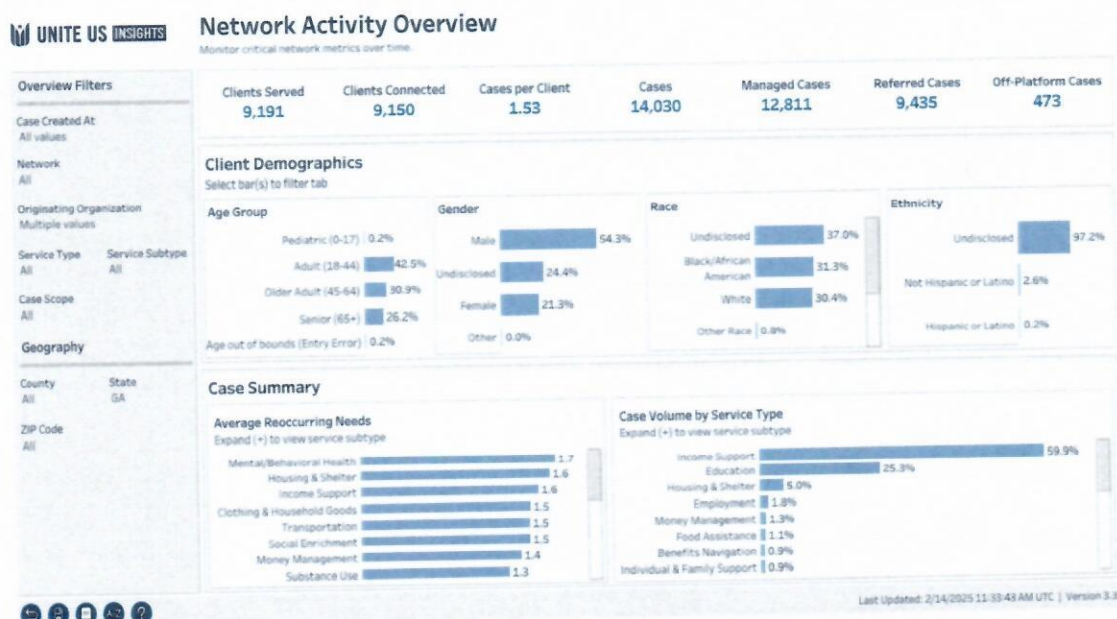 UNITE US INSIGHTS
Network Activity Overview
Monitor critical network metrics over time.
Overview Filters
Case Created At
All values
Network
All
Originating Organization
Multiple values
Service Type Service Subtype
All All
Case Scope
All
Geography
County State
All GA
ZIP Code
All
Clients Served Clients Connected Cases per Client Cases Managed Cases Referred Cases Off-Platform Cases
9,191 9,150 1.53 14,030 12,811 9,435 473
Client Demographics
Select bar(s) to filter tab
Age Group
Pediatric (0-17) 0.2%
Adult (18-44) 42.5%
Older Adult (45-64) 30.9%
Senior (65+) 26.2%
Age out of bounds (Entry Error) 0.2%
Gender
Male 54.3%
Undisclosed 24.4%
Female 21.3%
Other 0.0%
Race
Undisclosed 37.0%
Black/African
American 31.3%
White 30.4%
Other Race 0.8%
Ethnicity
Undisclosed 97.2%
Not Hispanic or Latino 2.6%
Hispanic or Latino 0.2%
Case Summary
Average Reoccurring Needs
Expand (+) to view service subtype
Mental/Behavioral Health 1.7
Housing & Shelter 1.6
Income Support 1.6
Clothing & Household Goods 1.5
Transportation 1.5
Social Enrichment 1.5
Money Management 1.4
Substance Use 1.3
Case Volume by Service Type
Expand (+) to view service subtype
Income Support 59.9%
Education 25.3%
Housing & Shelter 5.0%
Employment 1.8%
Money Management 1.3%
Food Assistance 1.1%
Benefits Navigation 0.9%
Individual & Family Support 0.9%
Last Updated: 2/14/2025 11:33:43 AM UTC | Version 3.3